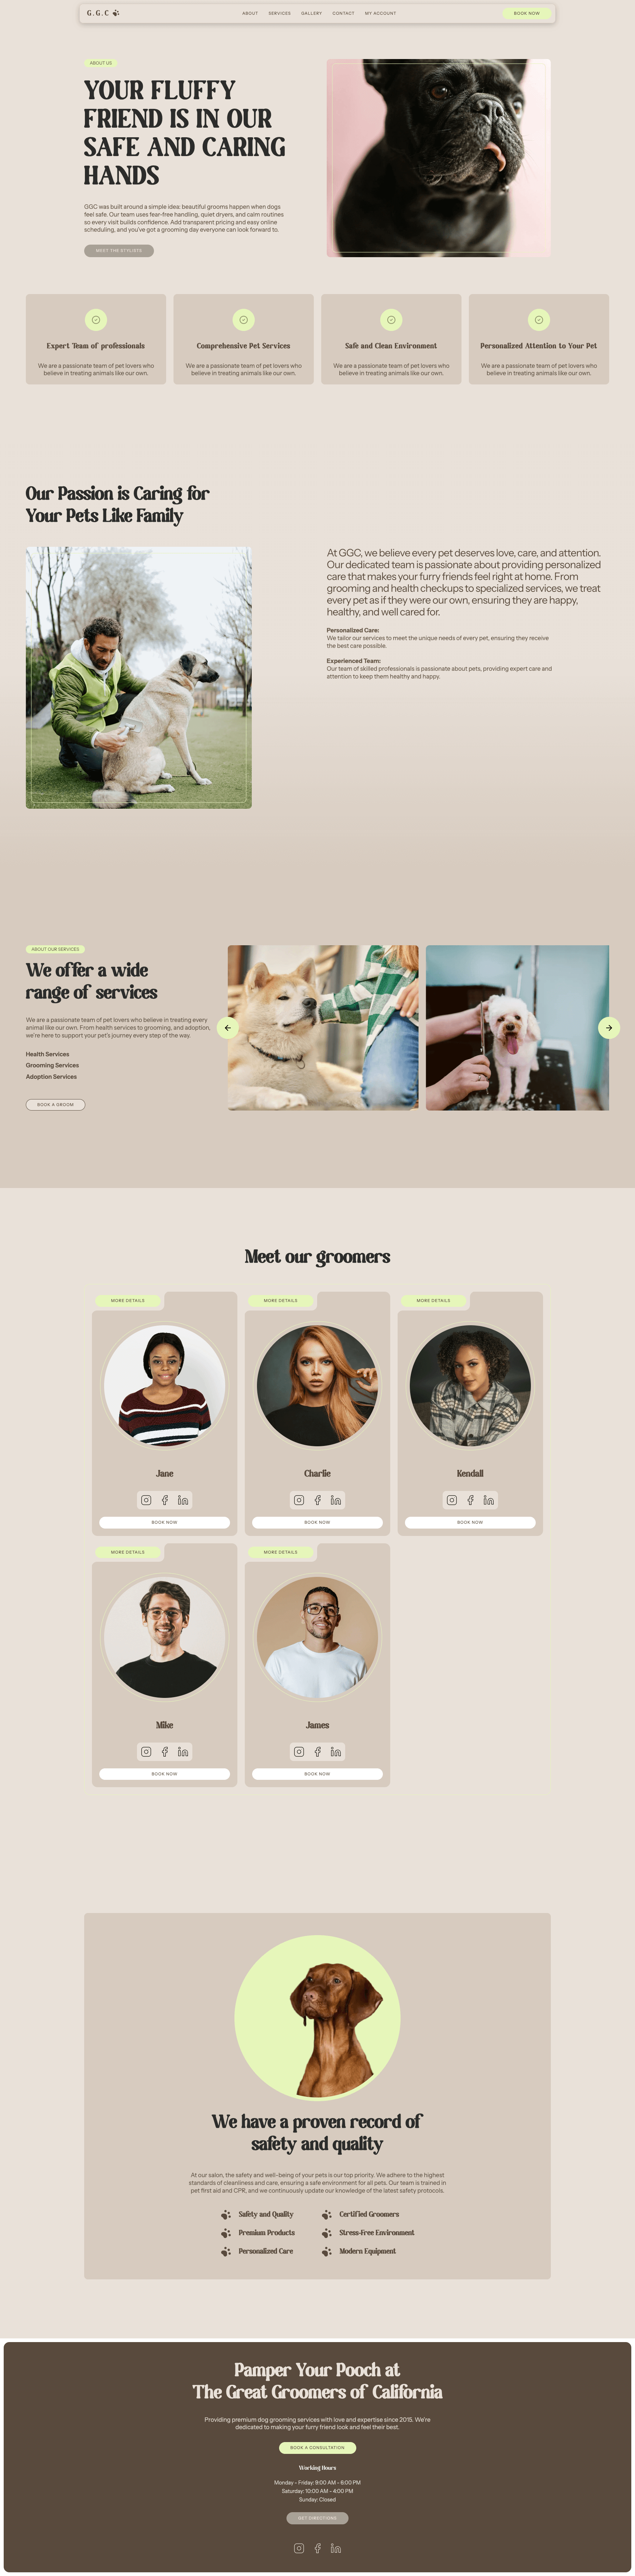 G.G.C
ABOUT SERVICES GALLERY CONTACT MY ACCOUNT
BOOK NOW
ABOUT US
YOUR FLUFFY
FRIEND IS IN OUR
SAFE AND CARING
HANDS
GGC was built around a simple idea: beautiful grooms happen when dogs
feel safe. Our team uses fear-free handling, quiet dryers, and calm routines
so every visit builds confidence. Add transparent pricing and easy online
scheduling, and you've got a grooming day everyone can look forward to.
MEET THE STYLISTS
Expert Team of professionals
We are a passionate team of pet lovers who
believe in treating animals like our own.
Comprehensive Pet Services
We are a passionate team of pet lovers who
believe in treating animals like our own.
Safe and Clean Environment
We are a passionate team of pet lovers who
believe in treating animals like our own.
Personalized Attention to Your Pet
We are a passionate team of pet lovers who
believe in treating animals like our own.
Our Passion is Caring for
Your Pets Like Family
At GGC, we believe every pet deserves love, care, and attention.
Our dedicated team is passionate about providing personalized
care that makes your furry friends feel right at home. From
grooming and health checkups to specialized services, we treat
every pet as if they were our own, ensuring they are happy,
healthy, and well cared for.
Personalized Care:
We tailor our services to meet the unique needs of every pet, ensuring they receive
the best care possible.
Experienced Team:
Our team of skilled professionals is passionate about pets, providing expert care and
attention to keep them healthy and happy.
ABOUT OUR SERVICES
We offer a wide
range of services
We are a passionate team of pet lovers who believe in treating every
animal like our own. From health services to grooming, and adoption,
we're here to support your pet's journey every step of the way.
Health Services
Grooming Services
Adoption Services
BOOK A GROOM
Meet our groomers
MORE DETAILS
Jane
BOOK NOW
MORE DETAILS
Charlie
BOOK NOW
MORE DETAILS
Kendall
BOOK NOW
MORE DETAILS
Mike
BOOK NOW
MORE DETAILS
James
BOOK NOW
We have a proven record of
safety and quality
At our salon, the safety and well-being of your pets is our top priority. We adhere to the highest
standards of cleanliness and care, ensuring a safe environment for all pets. Our team is trained in
pet first aid and CPR, and we continuously update our knowledge of the latest safety protocols.
Safety and Quality
Certified Groomers
Premium Products
Stress-Free Environment
Personalized Care
Modern Equipment
Pamper Your Pooch at
The Great Groomers of California
Providing premium dog grooming services with love and expertise since 2015. We're
dedicated to making your furry friend look and feel their best.
BOOK A CONSULTATION
Working Hours
Monday - Friday: 9:00 AM - 6:00 PM
Saturday: 10:00 AM - 4:00 PM
Sunday: Closed
GET DIRECTIONS